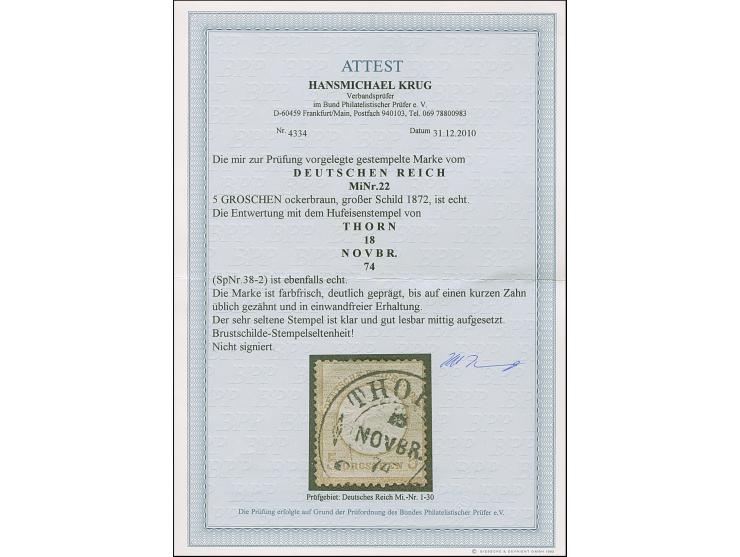 ATTEST
HANSMICHAEL KRUG
Verbandsprüfer
im Bund Philatelistischer Prüfer e. V.
D-60459 Frankfurt/Main, Postfach 940103, Tel. 069 78800983
Nr. 4334 Datum 31.12.2010
Die mir zur Prüfung vorgelegte gestempelte Marke vom
DEUTSCHEN REICH
MiNr.22
5 GROSCHEN ockerbraun, großer Schild 1872, ist echt.
Die Entwertung mit dem Hufeisenstempel von
THORN
18
NOVBR.
74
(SpNr.38-2) ist ebenfalls echt.
Die Marke ist farbfrisch, deutlich geprägt, bis auf einen kurzen Zahn
üblich gezähnt und in einwandfreier Erhaltung.
Der sehr seltene Stempel ist klar und gut lesbar mittig aufgesetzt.
Brustschilde-Stempelseltenheit!
Nicht signiert
THOR
18
NOVBR.
74
5 GROSCHEN 5
Prüfgebiet: Deutsches Reich Mi.-Nr. 1-30
Die Prüfung erfolgte auf Grund der Prüfordnung des Bundes Philatelistischer Prüfer e.V.